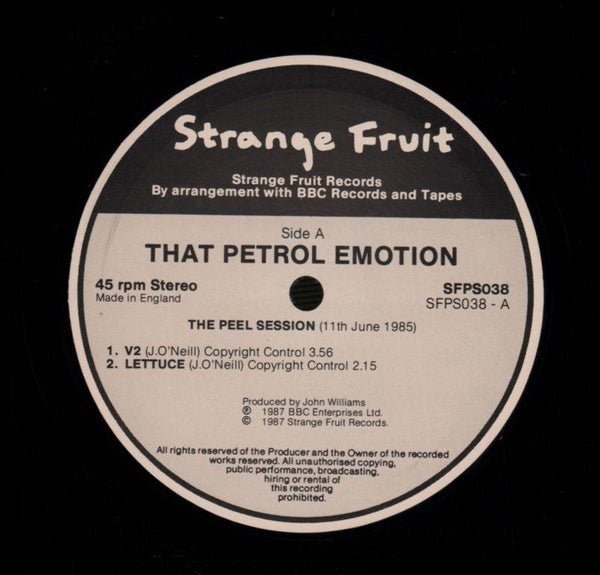 Strange Fruit
Strange Fruit Records
By arrangement with BBC Records and Tapes
Side A
THAT PETROL EMOTION
45 rpm Stereo SFPS038
Made in England SFPS038 - A
THE PEEL SESSION (11th June 1985)
1. V2 (J.O'Neill) Copyright Control 3.56
2. LETTUCE (J.O'Neill) Copyright Control 2.15
Produced by John Williams
℗ 1987 BBC Enterprises Ltd.
© 1987 Strange Fruit Records.
All rights reserved of the Producer and the Owner of the recorded
works reserved. All unauthorised copying,
public performance, broadcasting,
hiring or rental of
this recording
prohibited.